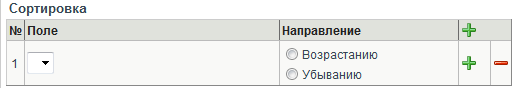 Сортировка
№ Поле Направление
1 Возрастанию
Убыванию